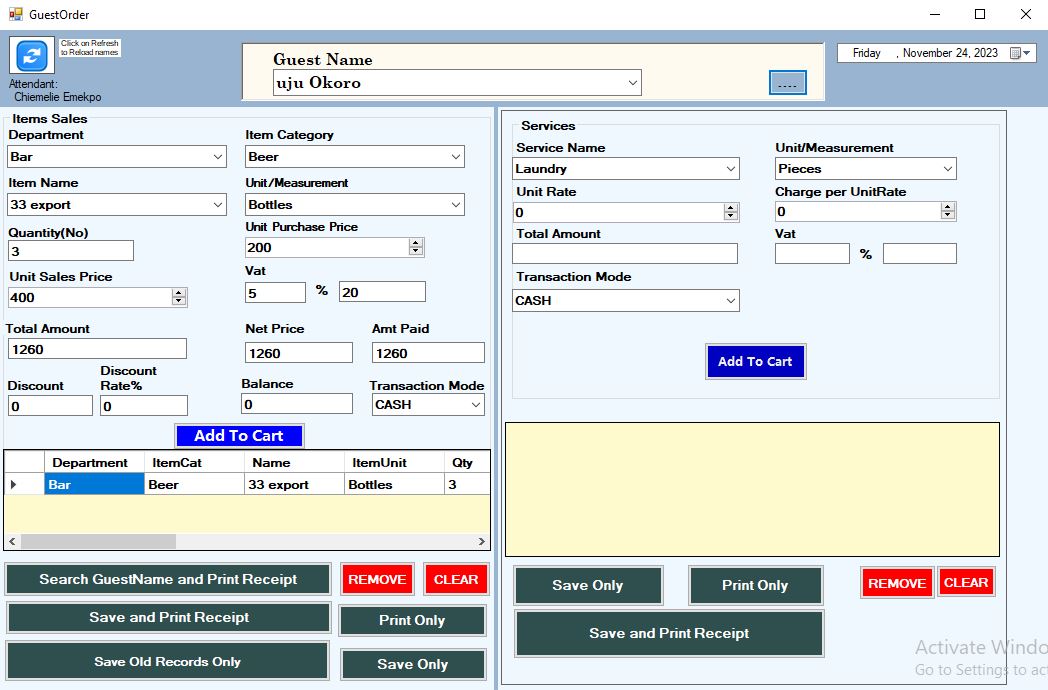 GuestOrder
Click on Refresh
to Reload names
Attendant:
Chiemelie Emekpo
Guest Name
uju Okoro
....
Friday , November 24, 2023
Items Sales
Department
Item Category
Bar
Beer
Item Name
Unit/Measurement
33 export
Bottles
Quantity(No)
Unit Purchase Price
3
200
Unit Sales Price
Vat
400
5 % 20
Total Amount
Net Price
Amt Paid
1260
1260
1260
Discount
Discount
Rate%
Balance
Transaction Mode
0
0
0
CASH
Add To Cart
Department ItemCat Name ItemUnit Qty
Bar Beer 33 export Bottles 3
Search GuestName and Print Receipt
REMOVE
CLEAR
Save and Print Receipt
Print Only
Save Old Records Only
Save Only
Services
Service Name
Unit/Measurement
Laundry
Pieces
Unit Rate
Charge per UnitRate
0
0
Total Amount
Vat
%
Transaction Mode
CASH
Add To Cart
Save Only
Print Only
REMOVE
CLEAR
Save and Print Receipt
Activate Windo
Go to Settings to act